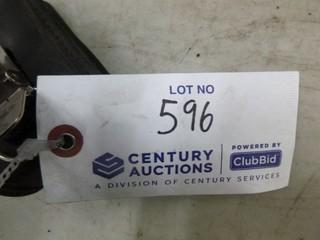 LOT NO
596
CENTURY AUCTIONS
POWERED BY
ClubBid
A DIVISION OF CENTURY SERVICES